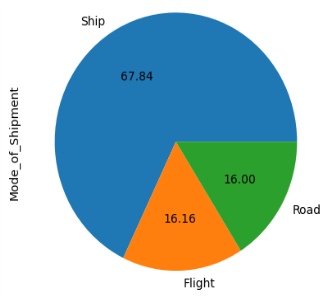 Ship
67.84
Mode_of_Shipment
16.00
Road
16.16
Flight